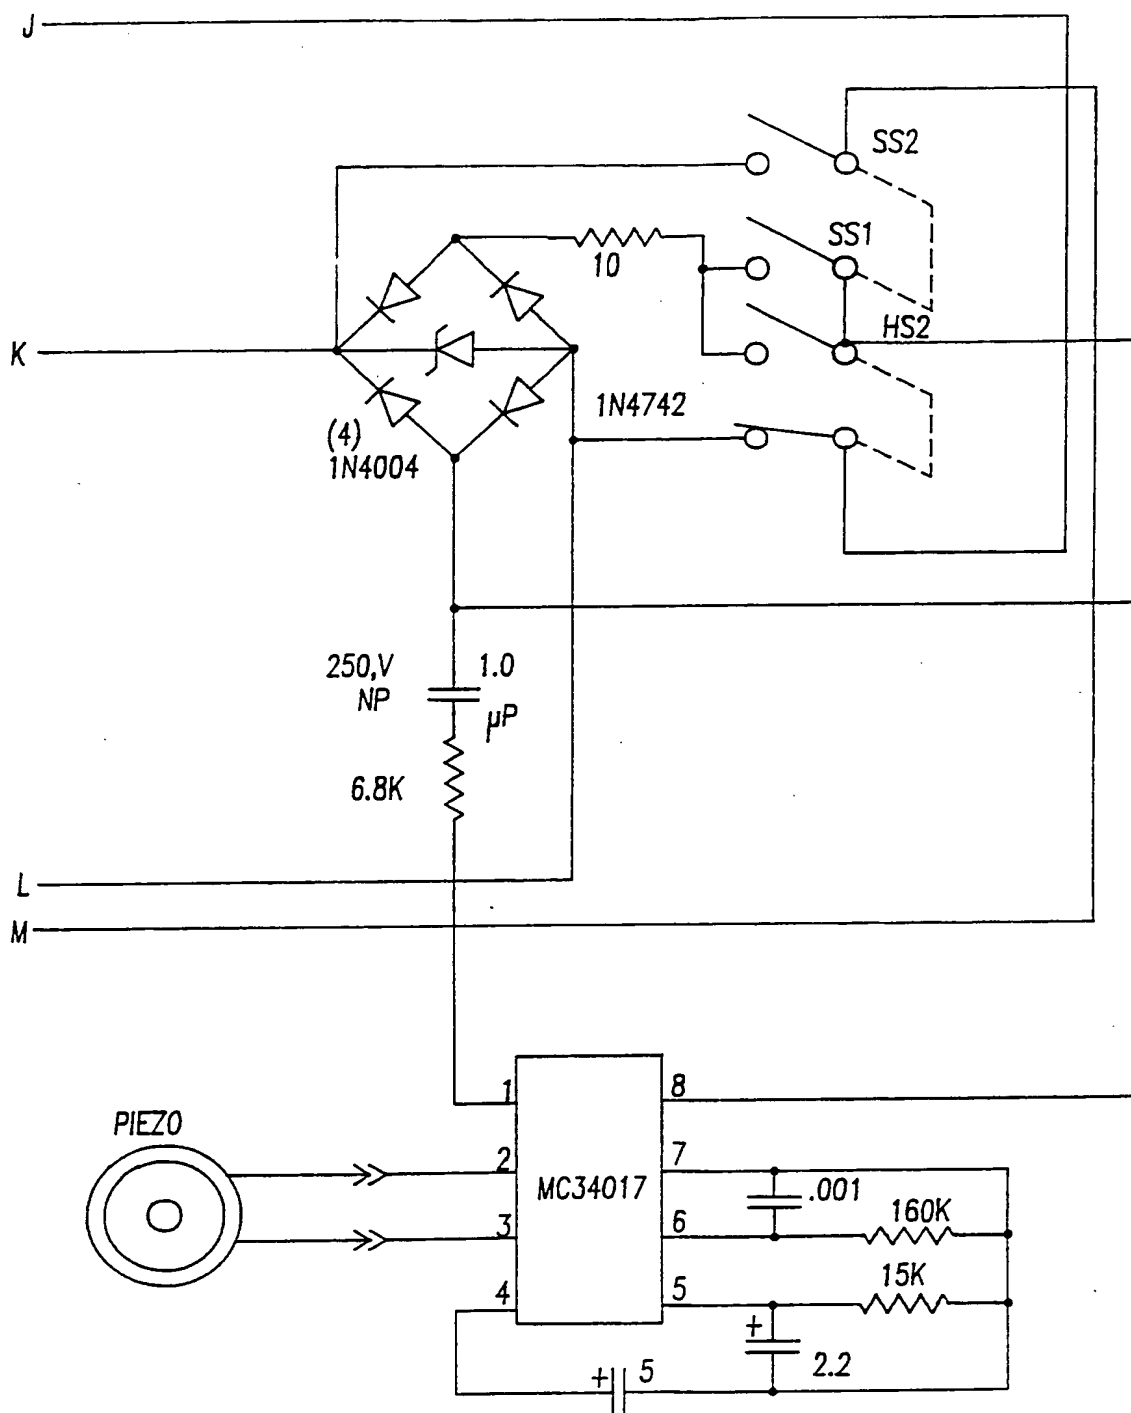 J
SS2
SS1
10
HS2
K
1N4742
(4)
1N4004
250,V
NP
1.0
µP
6.8K
L
M
PIEZO
1
8
2
7
MC34017
.001
3
6
160K
4
5
15K
+
2.2
+
5